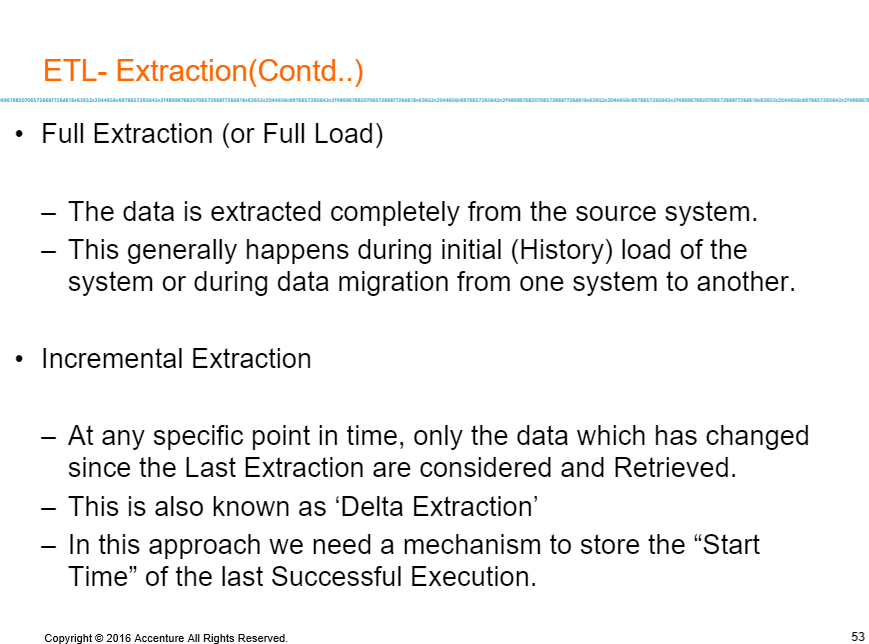 ETL- Extraction(Contd..)
• Full Extraction (or Full Load)
– The data is extracted completely from the source system.
– This generally happens during initial (History) load of the
system or during data migration from one system to another.
• Incremental Extraction
– At any specific point in time, only the data which has changed
since the Last Extraction are considered and Retrieved.
– This is also known as ‘Delta Extraction’
– In this approach we need a mechanism to store the “Start
Time” of the last Successful Execution.
Copyright © 2016 Accenture All Rights Reserved.
53